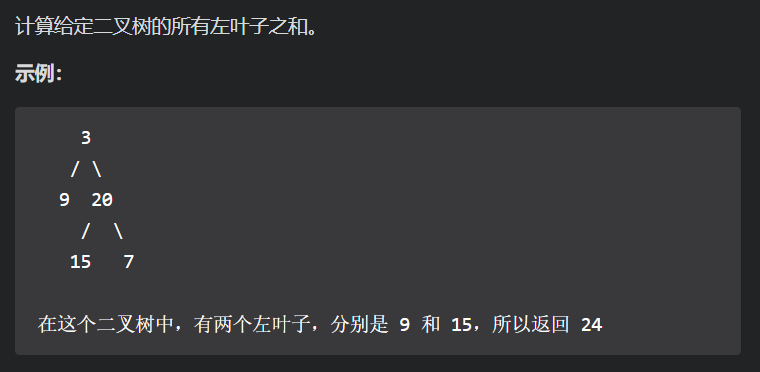 计算给定二叉树的所有左叶子之和。
示例：
3
/ \
9 20
/ \
15 7
在这个二叉树中，有两个左叶子，分别是 9 和 15，所以返回 24